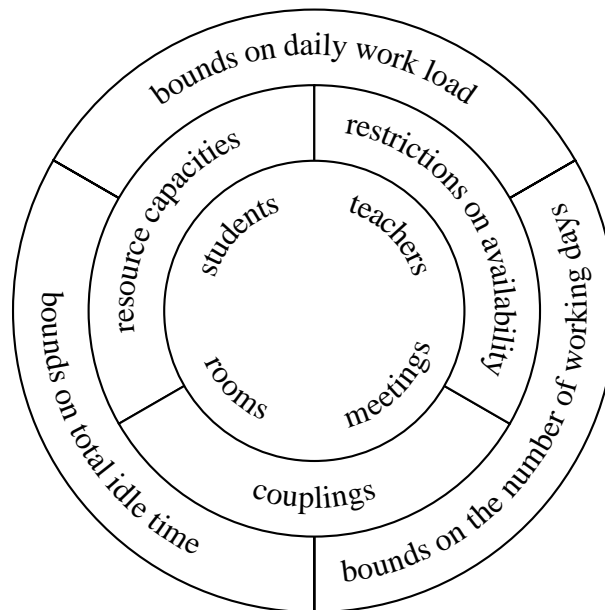 bounds on daily work load
resource capacities
restrictions on availability
students
teachers
rooms
meetings
couplings
bounds on total idle time
bounds on the number of working days